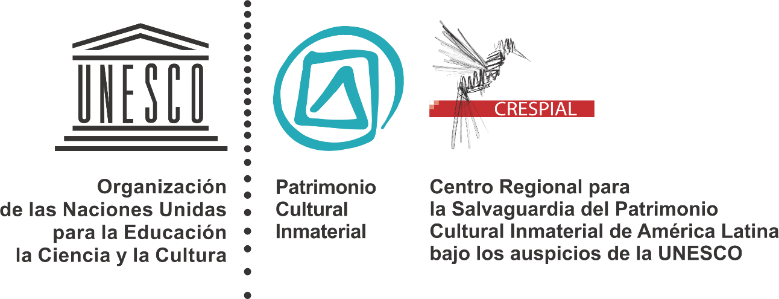 UNESCO
Organización
de las Naciones Unidas
para la Educación
la Ciencia y la Cultura
Patrimonio
Cultural
Inmaterial
CRESPIAL
Centro Regional para
la Salvaguardia del Patrimonio
Cultural Inmaterial de América Latina
bajo los auspicios de la UNESCO